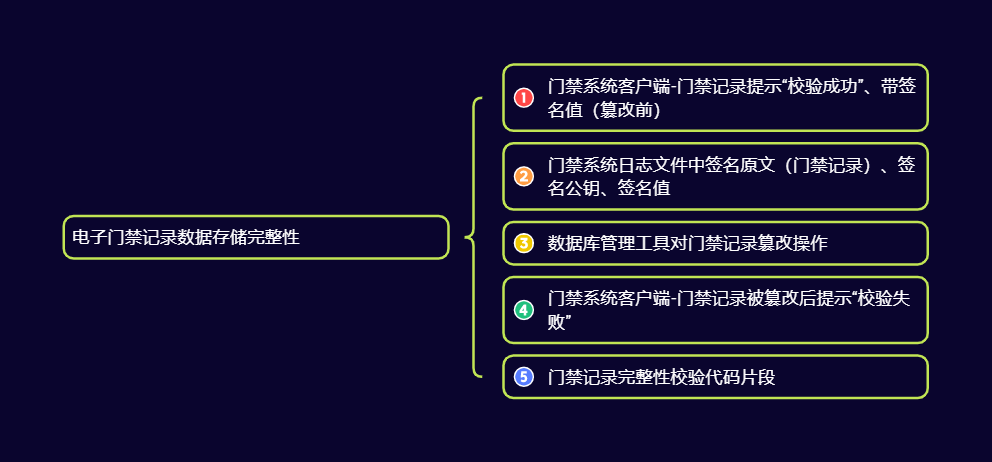 电子门禁记录数据存储完整性
1 门禁系统客户端-门禁记录提示“校验成功”、带签
名值（篡改前）
2 门禁系统日志文件中签名原文（门禁记录）、签
名公钥、签名值
3 数据库管理工具对门禁记录篡改操作
4 门禁系统客户端-门禁记录被篡改后提示“校验失
败”
5 门禁记录完整性校验代码片段